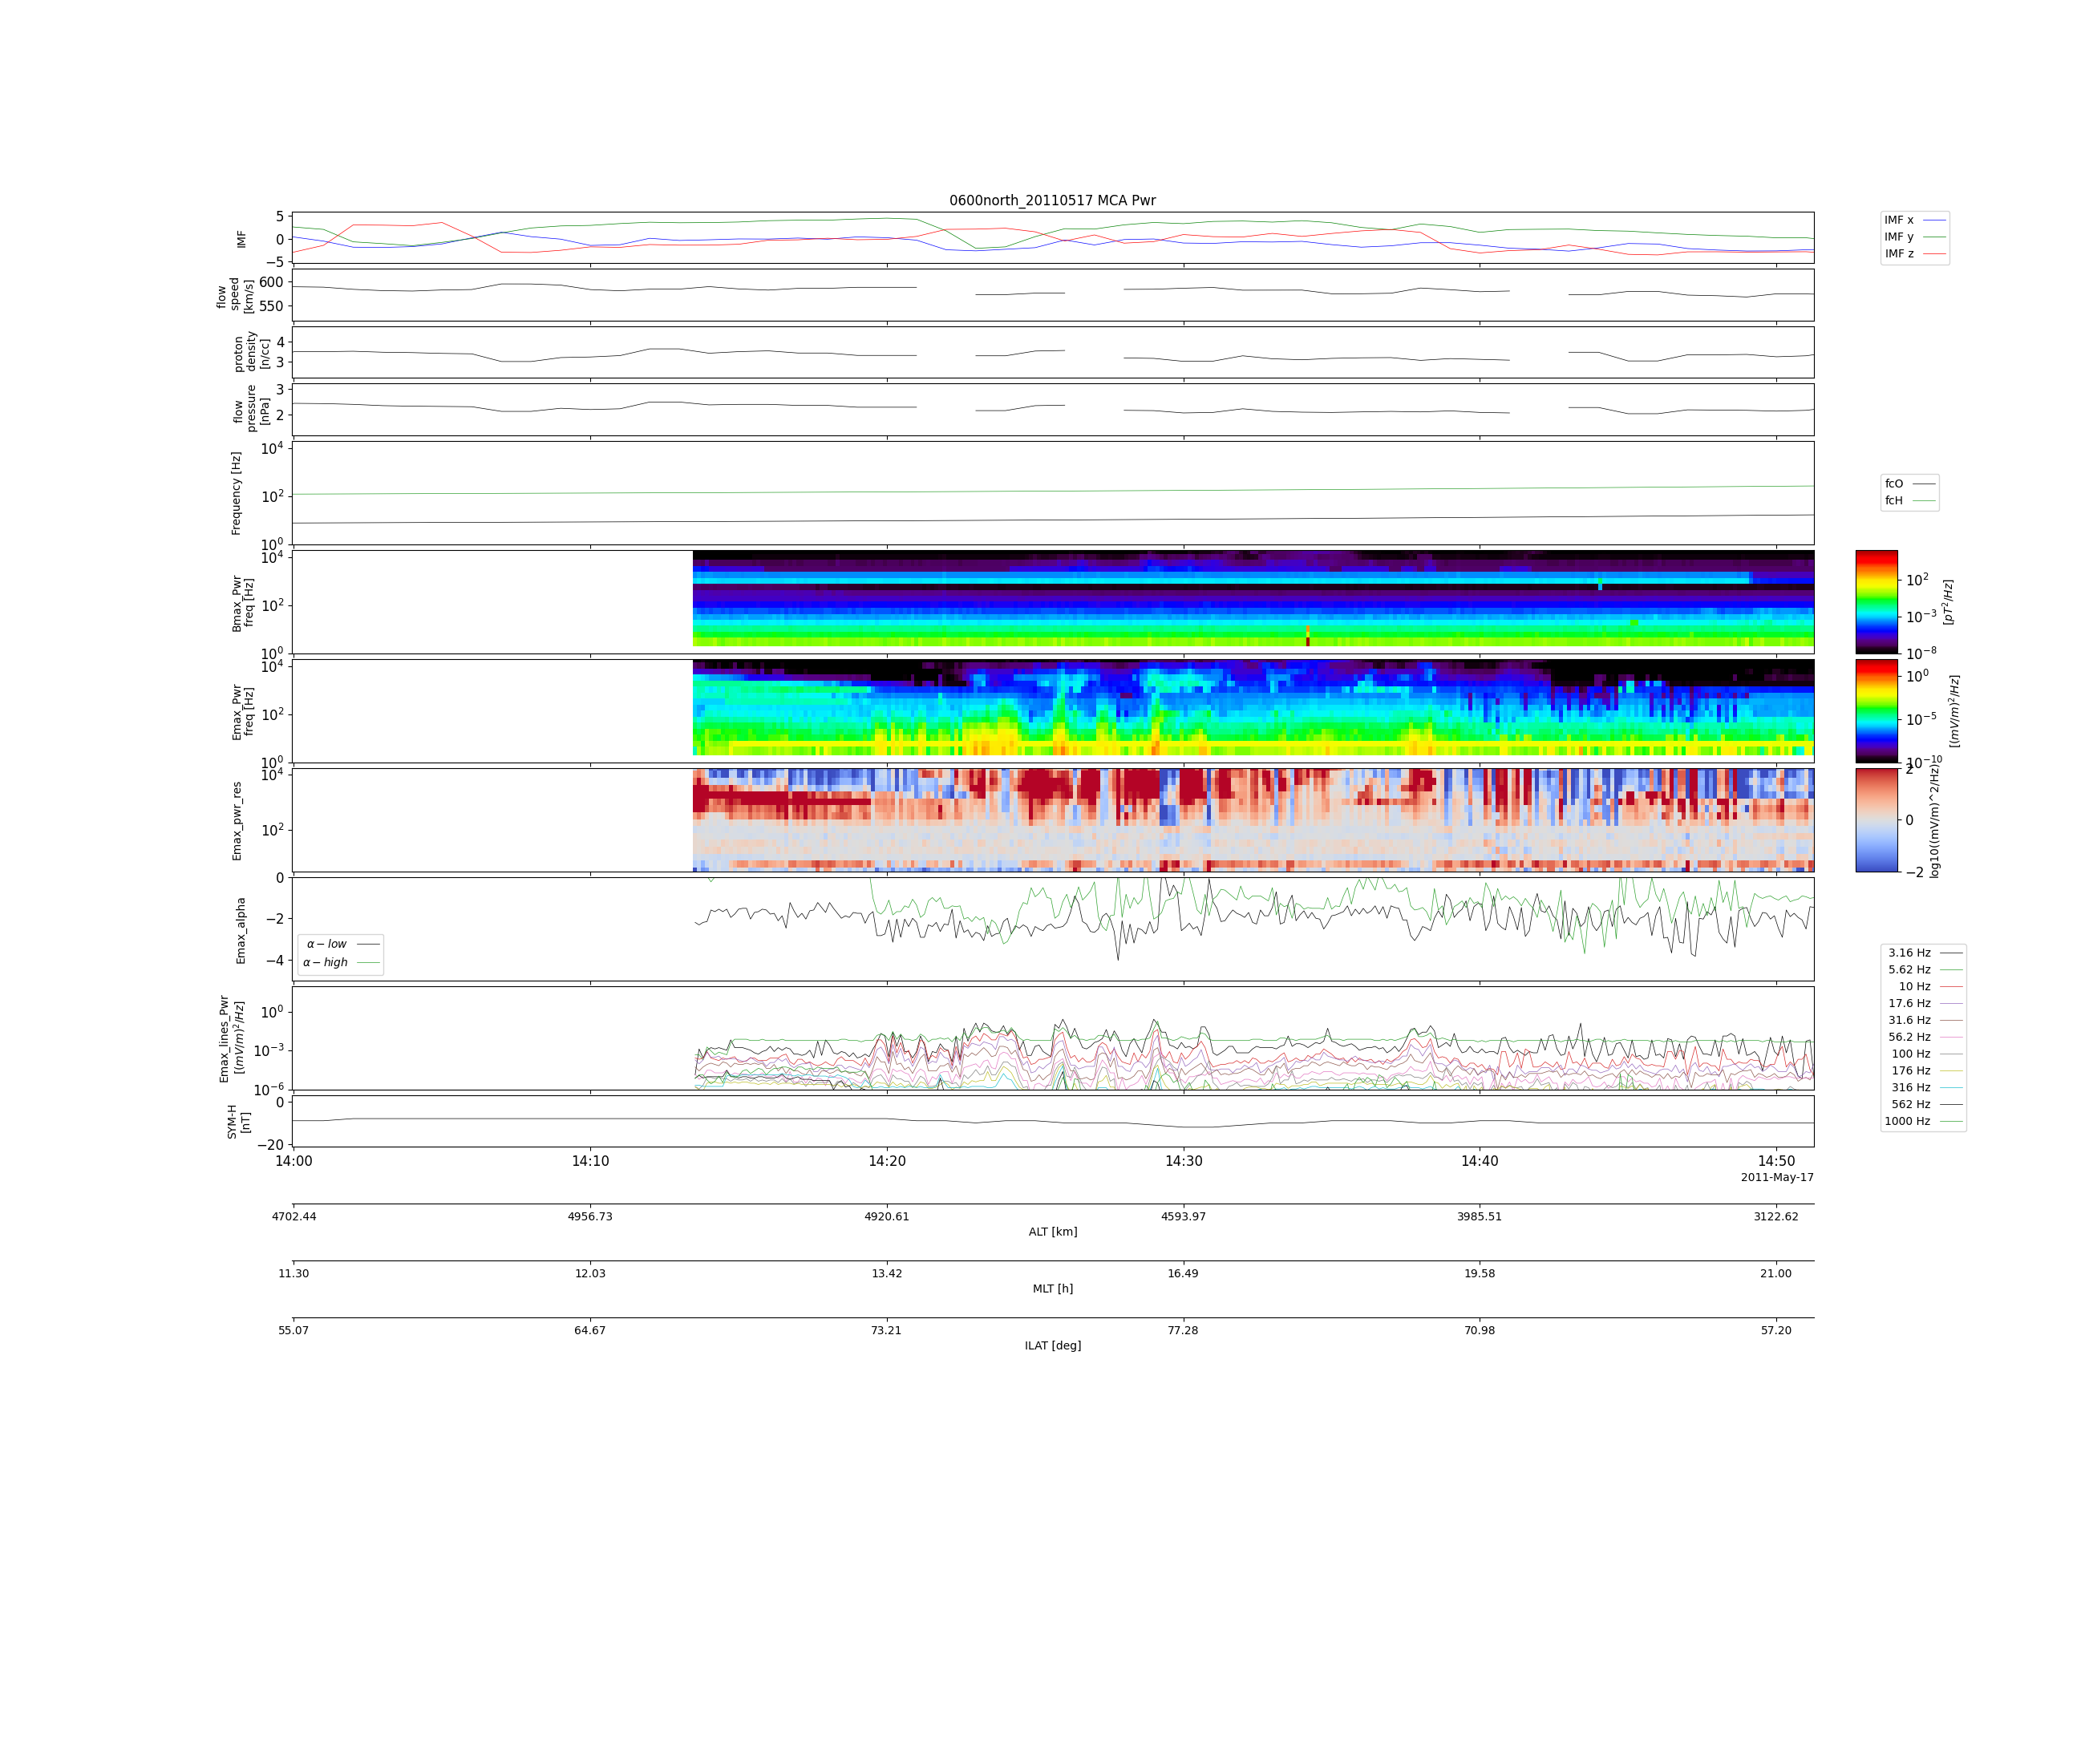 0600north_20110517 MCA Pwr
IMF
5
0
−5
IMF x
IMF y
IMF z
flow
speed
[km/s]
600
550
proton
density
[n/cc]
4
3
flow
pressure
[nPa]
3
2
Frequency [Hz]
10^4
10^2
10^0
fcO
fcH
Bmax_Pwr
freq [Hz]
10^4
10^2
10^0
10^2
10^−3
10^−8
[pT^2/Hz]
Emax_Pwr
freq [Hz]
10^4
10^2
10^0
10^0
10^−5
10^−10
[(mV/m)^2/Hz]
Emax_pwr_res
10^4
10^2
2
0
−2
log10((mV/m)^2/Hz)
Emax_alpha
0
−2
−4
α − low
α − high
Emax_lines_Pwr
[(mV/m)^2/Hz]
10^0
10^−3
10^−6
3.16 Hz
5.62 Hz
10 Hz
17.6 Hz
31.6 Hz
56.2 Hz
100 Hz
176 Hz
316 Hz
562 Hz
1000 Hz
SYM-H
[nT]
0
−20
14:00 14:10 14:20 14:30 14:40 14:50
2011-May-17
4702.44 4956.73 4920.61 4593.97 3985.51 3122.62
ALT [km]
11.30 12.03 13.42 16.49 19.58 21.00
MLT [h]
55.07 64.67 73.21 77.28 70.98 57.20
ILAT [deg]